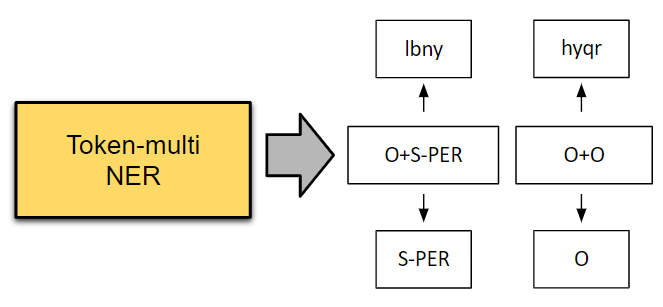 lbny
hyqr
Token-multi
NER
O+S-PER
O+O
S-PER
O